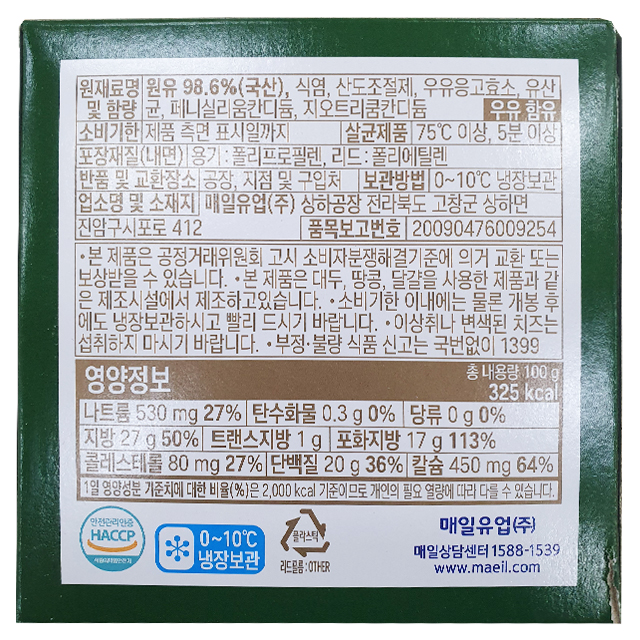 원재료명 원유 98.6%(국산), 식염, 산도조절제, 우유응고효소, 유산
및 함량 균, 페니실리움칸디둠, 지오트리쿰칸디둠 우유 함유
소비기한 제품 측면 표시일까지 살균제품 75℃ 이상, 5분 이상
포장재질(내면) 용기 : 폴리프로필렌, 리드 : 폴리에틸렌
반품 및 교환장소 공장, 지점 및 구입처 보관방법 0~10℃ 냉장보관
업소명 및 소재지 매일유업(주) 상하공장 전라북도 고창군 상하면
진암구시포로 412 품목보고번호 20090476009254
•본 제품은 공정거래위원회 고시 소비자분쟁해결기준에 의거 교환 또는
보상받을 수 있습니다. •본 제품은 대두, 땅콩, 달걀을 사용한 제품과 같
은 제조시설에서 제조하고있습니다. •소비기한 이내에는 물론 개봉 후
에도 냉장보관하시고 빨리 드시기 바랍니다. •이상취나 변색된 치즈는
섭취하지 마시기 바랍니다. •부정·불량 식품 신고는 국번없이 1399
영양정보 총 내용량 100 g
325 kcal
나트륨 530 mg 27% 탄수화물 0.3 g 0% 당류 0 g 0%
지방 27 g 50% 트랜스지방 1 g 포화지방 17 g 113%
콜레스테롤 80 mg 27% 단백질 20 g 36% 칼슘 450 mg 64%
1일 영양성분 기준치에 대한 비율(%)은 2,000 kcal 기준이므로 개인의 필요 열량에 따라 다를 수 있습니다.
안전관리인증
HACCP
식품의약품안전처
0~10℃
냉장보관
플라스틱
리드필름 : OTHER
매일유업(주)
매일상담센터 1588-1539
www.maeil.com